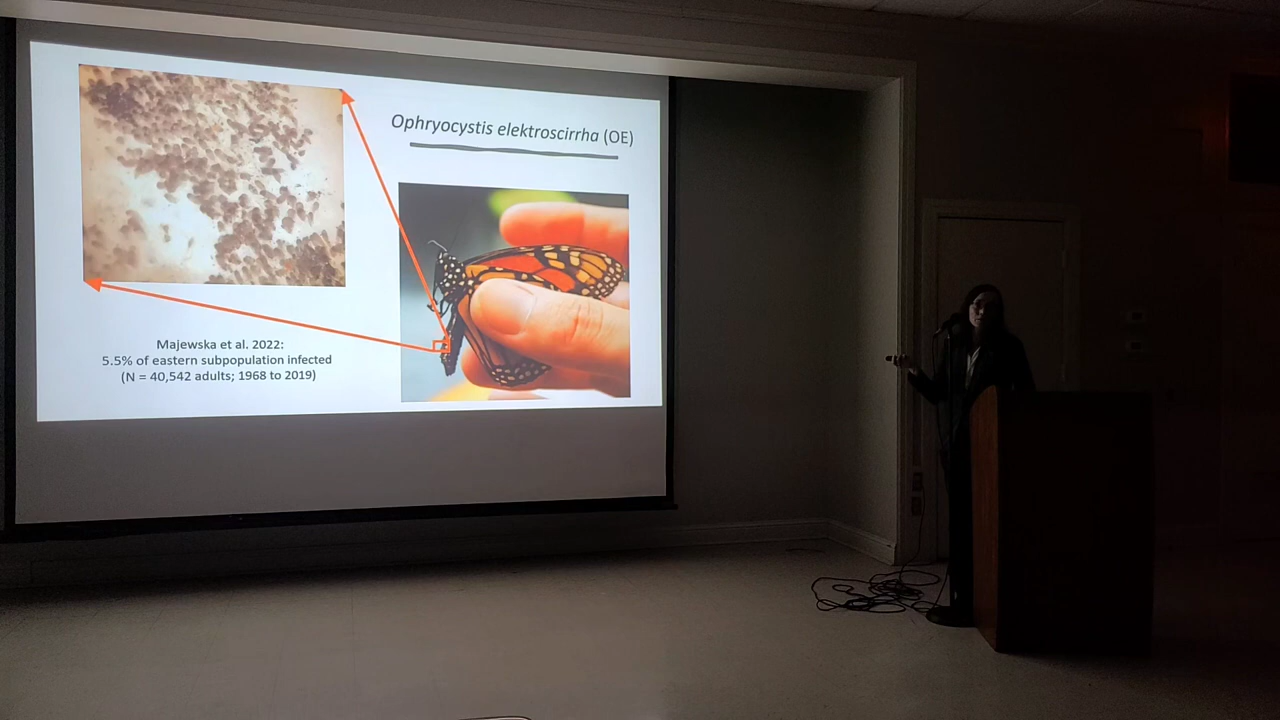 Ophryocystis elektroscirrha (OE)
Majewska et al. 2022:
5.5% of eastern subpopulation infected
(N = 40,542 adults; 1968 to 2019)